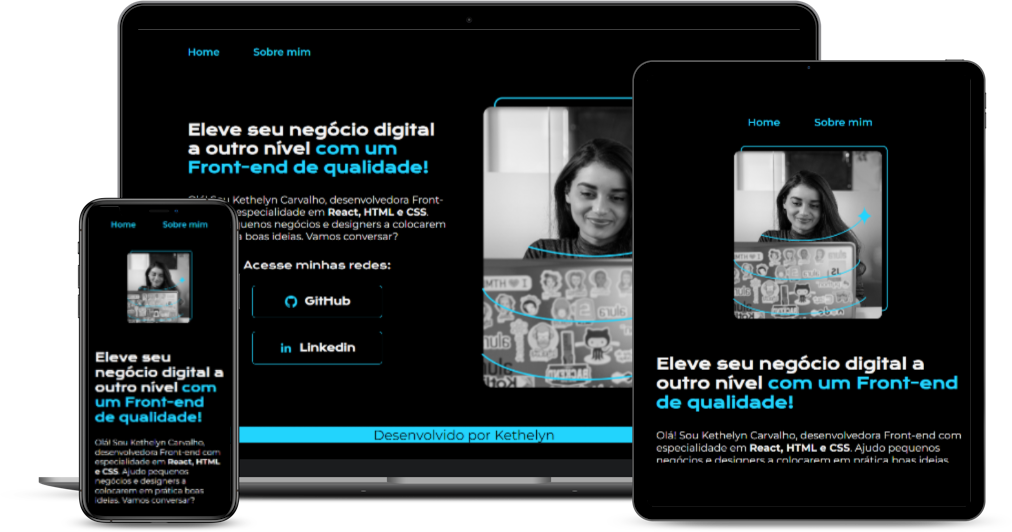 Home Sobre mim
Eleve seu negócio digital
a outro nível com um
Front-end de qualidade!
Olá! Sou Kethelyn Carvalho, desenvolvedora Front-
especialidade em React, HTML e CSS.
quenos negócios e designers a colocarem
boas ideias. Vamos conversar?
Acesse minhas redes:
GitHub
Linkedin
Desenvolvido por Kethelyn
Home Sobre mim
Eleve seu
negócio digital a
outro nível com
um Front-end
de qualidade!
Olá! Sou Kethelyn Carvalho,
desenvolvedora Front-end com
especialidade em React, HTML
e CSS. Ajudo pequenos
negócios e designers a
colocarem em prática boas
ideias. Vamos conversar?
Home Sobre mim
Eleve seu negócio digital a
outro nível com um Front-end
de qualidade!
Olá! Sou Kethelyn Carvalho, desenvolvedora Front-end com
especialidade em React, HTML e CSS. Ajudo pequenos
negócios e designers a colocarem em prática boas ideias.